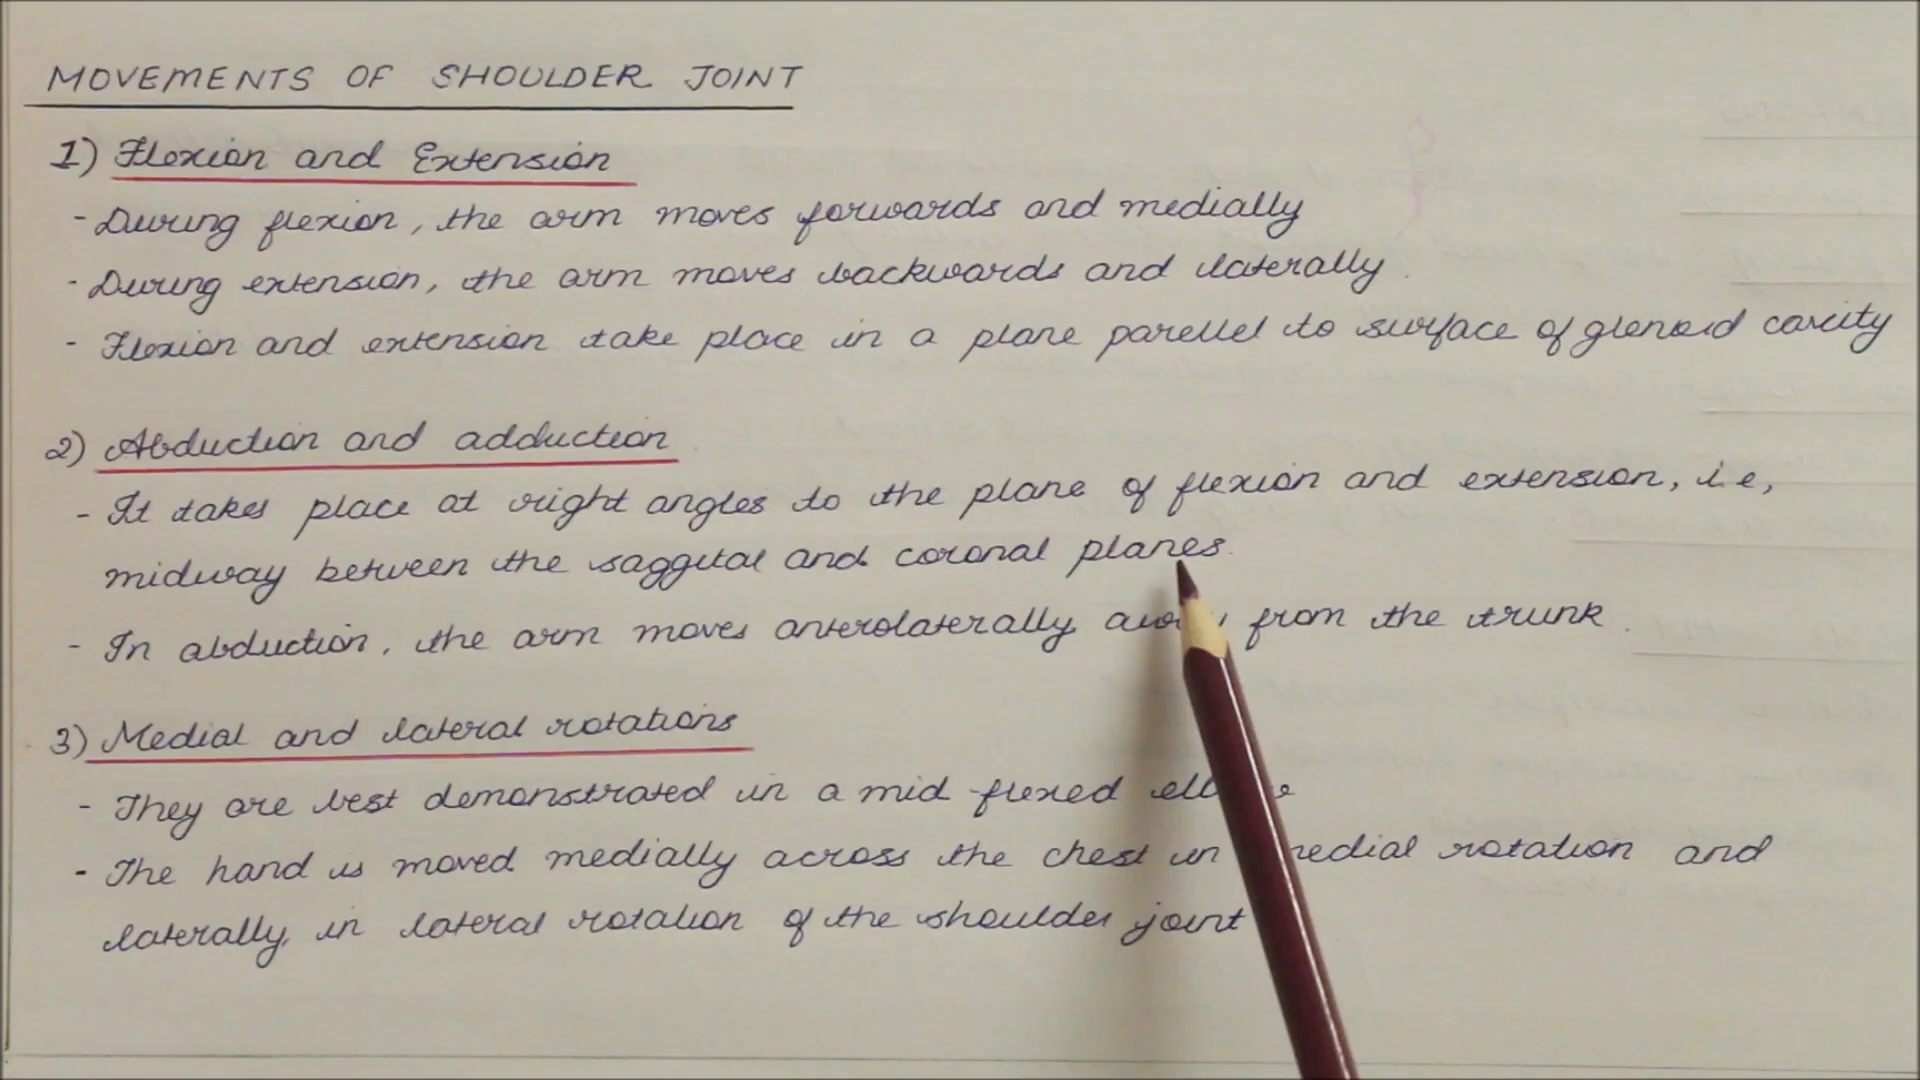 MOVEMENTS OF SHOULDER JOINT
1) Flexion and Extension
- During flexion, the arm moves forwards and medially
- During extension, the arm moves backwards and laterally.
- Flexion and extension take place in a plane parellel to surface of glenoid cavity
2) Abduction and adduction
- It takes place at right angles to the plane of flexion and extension, i.e,
midway between the saggital and coronal planes.
- In abduction, the arm moves anterolaterally away from the trunk.
3) Medial and lateral rotations
- They are best demonstrated in a mid-flexed
- The hand is moved medially across the chest in medial rotation and
laterally, in lateral rotation of the shoulder joint